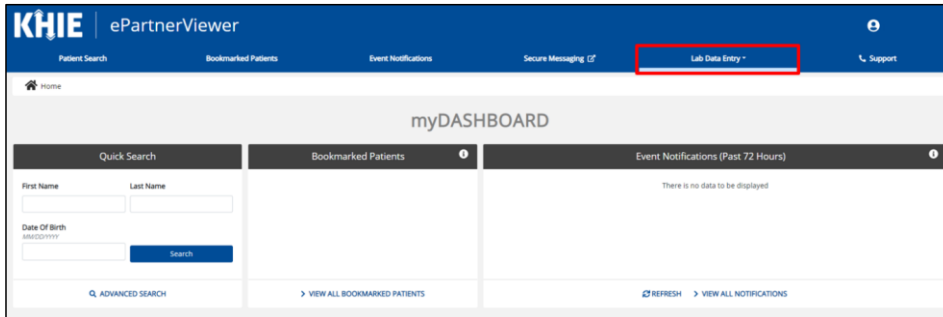 KHIE | ePartnerViewer
Patient Search Bookmarked Patients Event Notifications Secure Messaging Lab Data Entry Support
Home
myDASHBOARD
Quick Search Bookmarked Patients Event Notifications (Past 72 Hours)
First Name Last Name There is no data to be displayed
Date Of Birth
MM/DD/YYYY
Search
ADVANCED SEARCH > VIEW ALL BOOKMARKED PATIENTS REFRESH > VIEW ALL NOTIFICATIONS